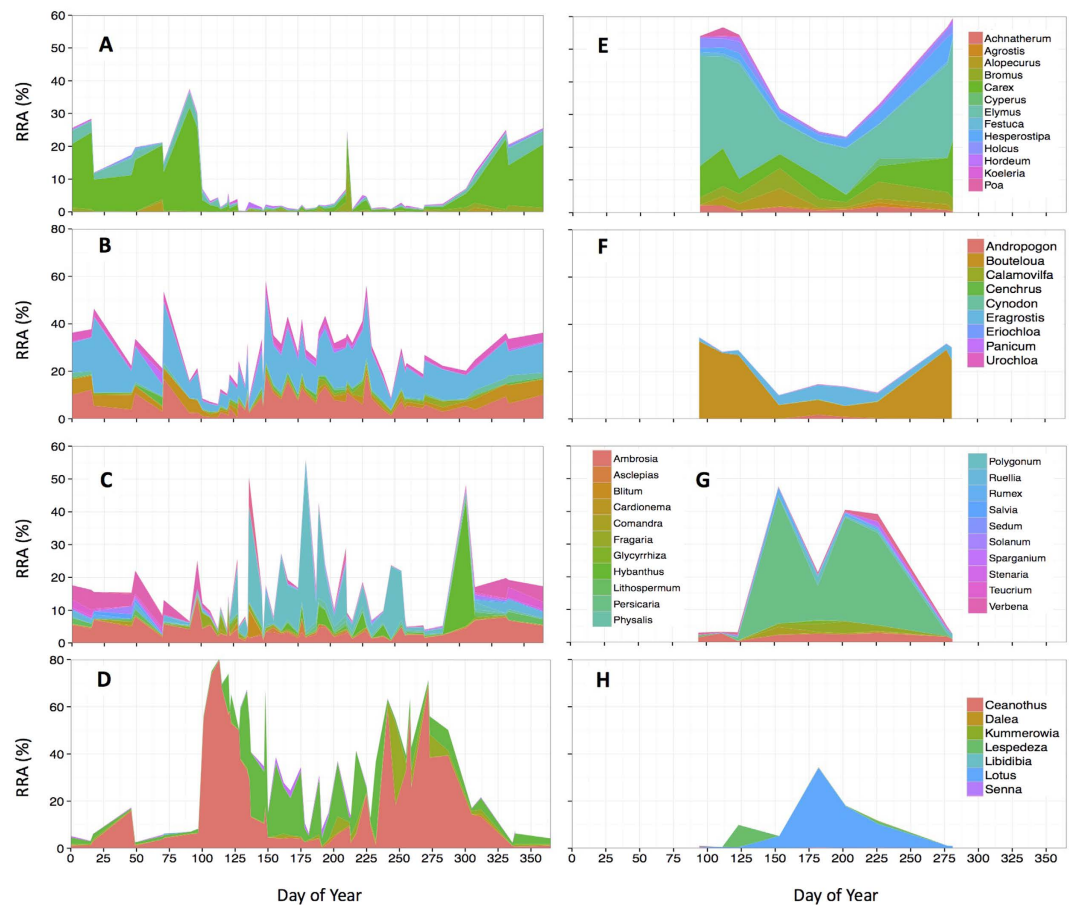 60
50
40
30
20
10
0
RRA (%)
A
E
Achnatherum
Agrostis
Alopecurus
Bromus
Carex
Cyperus
Elymus
Festuca
Hesperostipa
Holcus
Hordeum
Koeleria
Poa
80
60
40
20
0
RRA (%)
B
F
Andropogon
Bouteloua
Calamovilfa
Cenchrus
Cynodon
Eragrostis
Eriochloa
Panicum
Urochloa
60
50
40
30
20
10
0
RRA (%)
C
Ambrosia
Asclepias
Blitum
Cardionema
Comandra
Fragaria
Glycyrrhiza
Hybanthus
Lithospermum
Persicaria
Physalis
G
Polygonum
Ruellia
Rumex
Salvia
Sedum
Solanum
Sparganium
Stenaria
Teucrium
Verbena
80
60
40
20
0
RRA (%)
D
H
Ceanothus
Dalea
Kummerowia
Lespedeza
Libidibia
Lotus
Senna
0 25 50 75 100 125 150 175 200 225 250 275 300 325 350
0 25 50 75 100 125 150 175 200 225 250 275 300 325 350
Day of Year
Day of Year